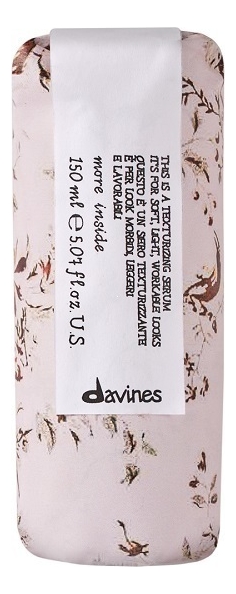 THIS IS A TEXTURIZING SERUM
IT'S FOR SOFT, LIGHT, WORKABLE LOOKS
QUESTO È UN SIERO TEXTURIZZANTE
È PER LOOK MORBIDI, LEGGERI
E LAVORABILI
more inside
150 ml e 5.07 fl.oz. U.S.
davines